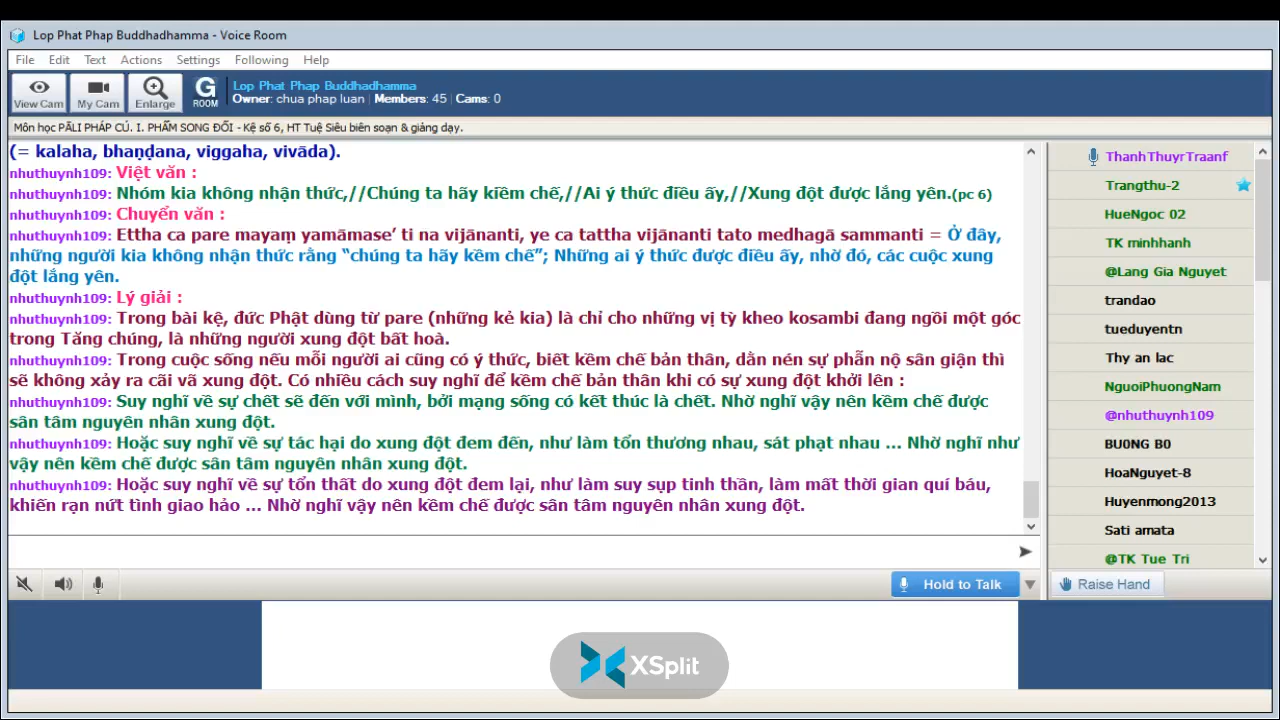 Lop Phat Phap Buddhadhamma - Voice Room
File Edit Text Actions Settings Following Help
View Cam My Cam Enlarge G ROOM
Lop Phat Phap Buddhadhamma
Owner: chua phap luan | Members: 45 | Cams: 0
Môn học PĀLI PHÁP CÚ. I. PHẨM SONG ĐỐI - Kệ số 6, HT Tuệ Siêu biên soạn & giảng dạy.
(= kalaha, bhaṇḍana, viggaha, vivāda).
nhuthuynh109: Việt văn :
nhuthuynh109: Nhóm kia không nhận thức,//Chúng ta hãy kiềm chế,//Ai ý thức điều ấy,//Xung đột được lắng yên.(pc 6)
nhuthuynh109: Chuyển văn :
nhuthuynh109: Ettha ca pare mayaṃ yamāmase’ ti na vijānanti, ye ca tattha vijānanti tato medhagā sammanti = Ở đây,
những người kia không nhận thức rằng “chúng ta hãy kềm chế”; Những ai ý thức được điều ấy, nhờ đó, các cuộc xung
đột lắng yên.
nhuthuynh109: Lý giải :
nhuthuynh109: Trong bài kệ, đức Phật dùng từ pare (những kẻ kia) là chỉ cho những vị tỳ kheo kosambi đang ngồi một góc
trong Tăng chúng, là những người xung đột bất hoà.
nhuthuynh109: Trong cuộc sống nếu mỗi người ai cũng có ý thức, biết kềm chế bản thân, dằn nén sự phẫn nộ sân giận thì
sẽ không xảy ra cãi vã xung đột. Có nhiều cách suy nghĩ để kềm chế bản thân khi có sự xung đột khởi lên :
nhuthuynh109: Suy nghĩ về sự chết sẽ đến với mình, bởi mạng sống có kết thúc là chết. Nhờ nghĩ vậy nên kềm chế được
sân tâm nguyên nhân xung đột.
nhuthuynh109: Hoặc suy nghĩ về sự tác hại do xung đột đem đến, như làm tổn thương nhau, sát phạt nhau ... Nhờ nghĩ như
vậy nên kềm chế được sân tâm nguyên nhân xung đột.
nhuthuynh109: Hoặc suy nghĩ về sự tổn thất do xung đột đem lại, như làm suy sụp tinh thần, làm mất thời gian quí báu,
khiến rạn nứt tình giao hảo ... Nhờ nghĩ vậy nên kềm chế được sân tâm nguyên nhân xung đột.
ThanhThuyrTraanf
Trangthu-2
HueNgoc 02
TK minhhanh
@Lang Gia Nguyet
trandao
tueduyentn
Thy an lac
NguoiPhuongNam
@nhuthuynh109
BU0NG B0
HoaNguyet-8
Huyenmong2013
Sati amata
@TK Tue Tri
Hold to Talk
Raise Hand
XSplit